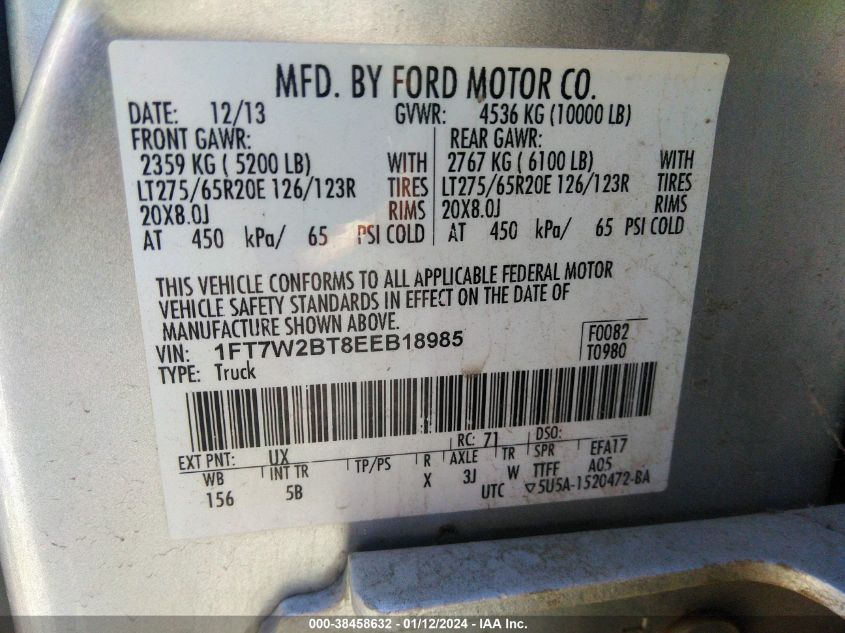 MFD. BY FORD MOTOR CO.
DATE: 12/13 GVWR: 4536 KG (10000 LB)
FRONT GAWR: REAR GAWR:
2359 KG ( 5200 LB) WITH 2767 KG ( 6100 LB) WITH
LT275/65R20E 126/123R TIRES LT275/65R20E 126/123R TIRES
20X8.0J RIMS 20X8.0J RIMS
AT 450 kPa/ 65 PSI COLD AT 450 kPa/ 65 PSI COLD
THIS VEHICLE CONFORMS TO ALL APPLICABLE FEDERAL MOTOR
VEHICLE SAFETY STANDARDS IN EFFECT ON THE DATE OF
MANUFACTURE SHOWN ABOVE.
VIN: 1FT7W2BT8EEB18985 F0082
TYPE: Truck T0980
EXT PNT: UX RC: 71 DSO:
WB INT TR TP/PS R AXLE TR SPR EFA17
156 5B X 3J W TTFF A05
UTC ▽5U5A-1520472-BA
000-38458632 - 01/12/2024 - IAA Inc.